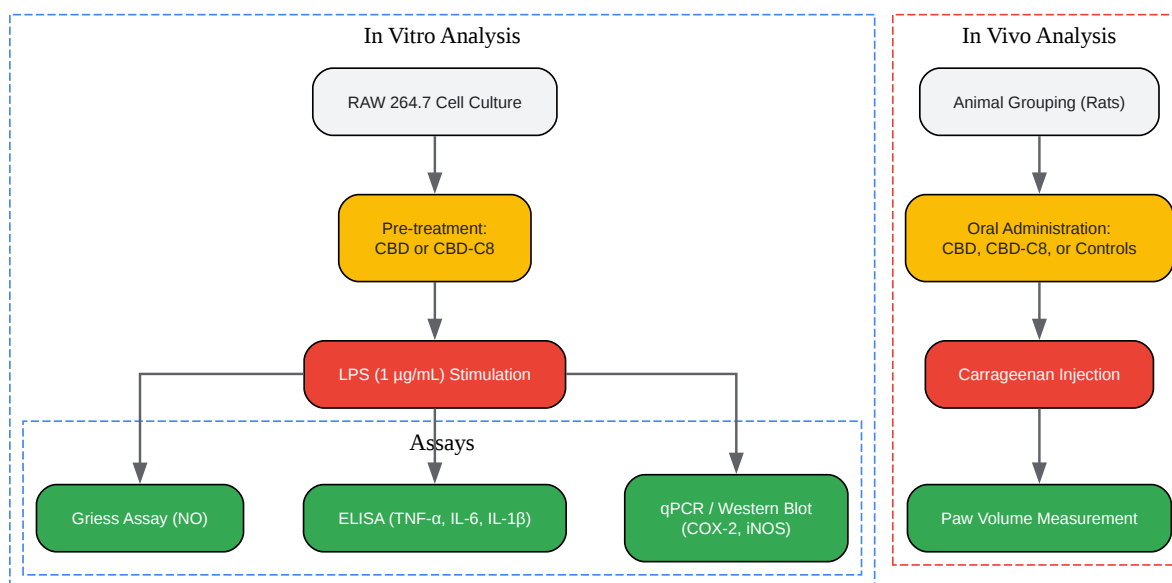 In Vitro Analysis
RAW 264.7 Cell Culture
Pre-treatment:
CBD or CBD-C8
LPS (1 µg/mL) Stimulation
Assays
Griess Assay (NO)
ELISA (TNF-α, IL-6, IL-1β)
qPCR / Western Blot
(COX-2, iNOS)
In Vivo Analysis
Animal Grouping (Rats)
Oral Administration:
CBD, CBD-C8, or Controls
Carrageenan Injection
Paw Volume Measurement